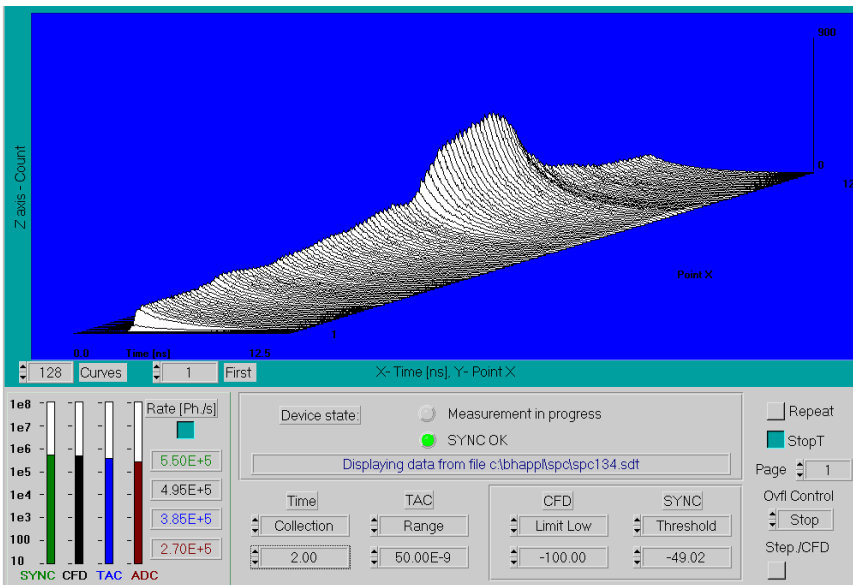 900
Z axis - Count
0
Point X
1
0.0 Time [ns] 12.5
128 Curves 1 First X- Time [ns], Y- Point X
1e8
1e7
1e6
1e5
1e4
1e3
100
10
SYNC CFD TAC ADC
Rate [Ph./s]
5.50E+5
4.95E+5
3.85E+5
2.70E+5
Device state:
Measurement in progress
SYNC OK
Displaying data from file c:\bhappl\spc\spc134.sdt
Time TAC CFD SYNC
Collection Range Limit Low Threshold
2.00 50.00E-9 -100.00 -49.02
Repeat
StopT
Page 1
Ovfl Control
Stop
Step./CFD